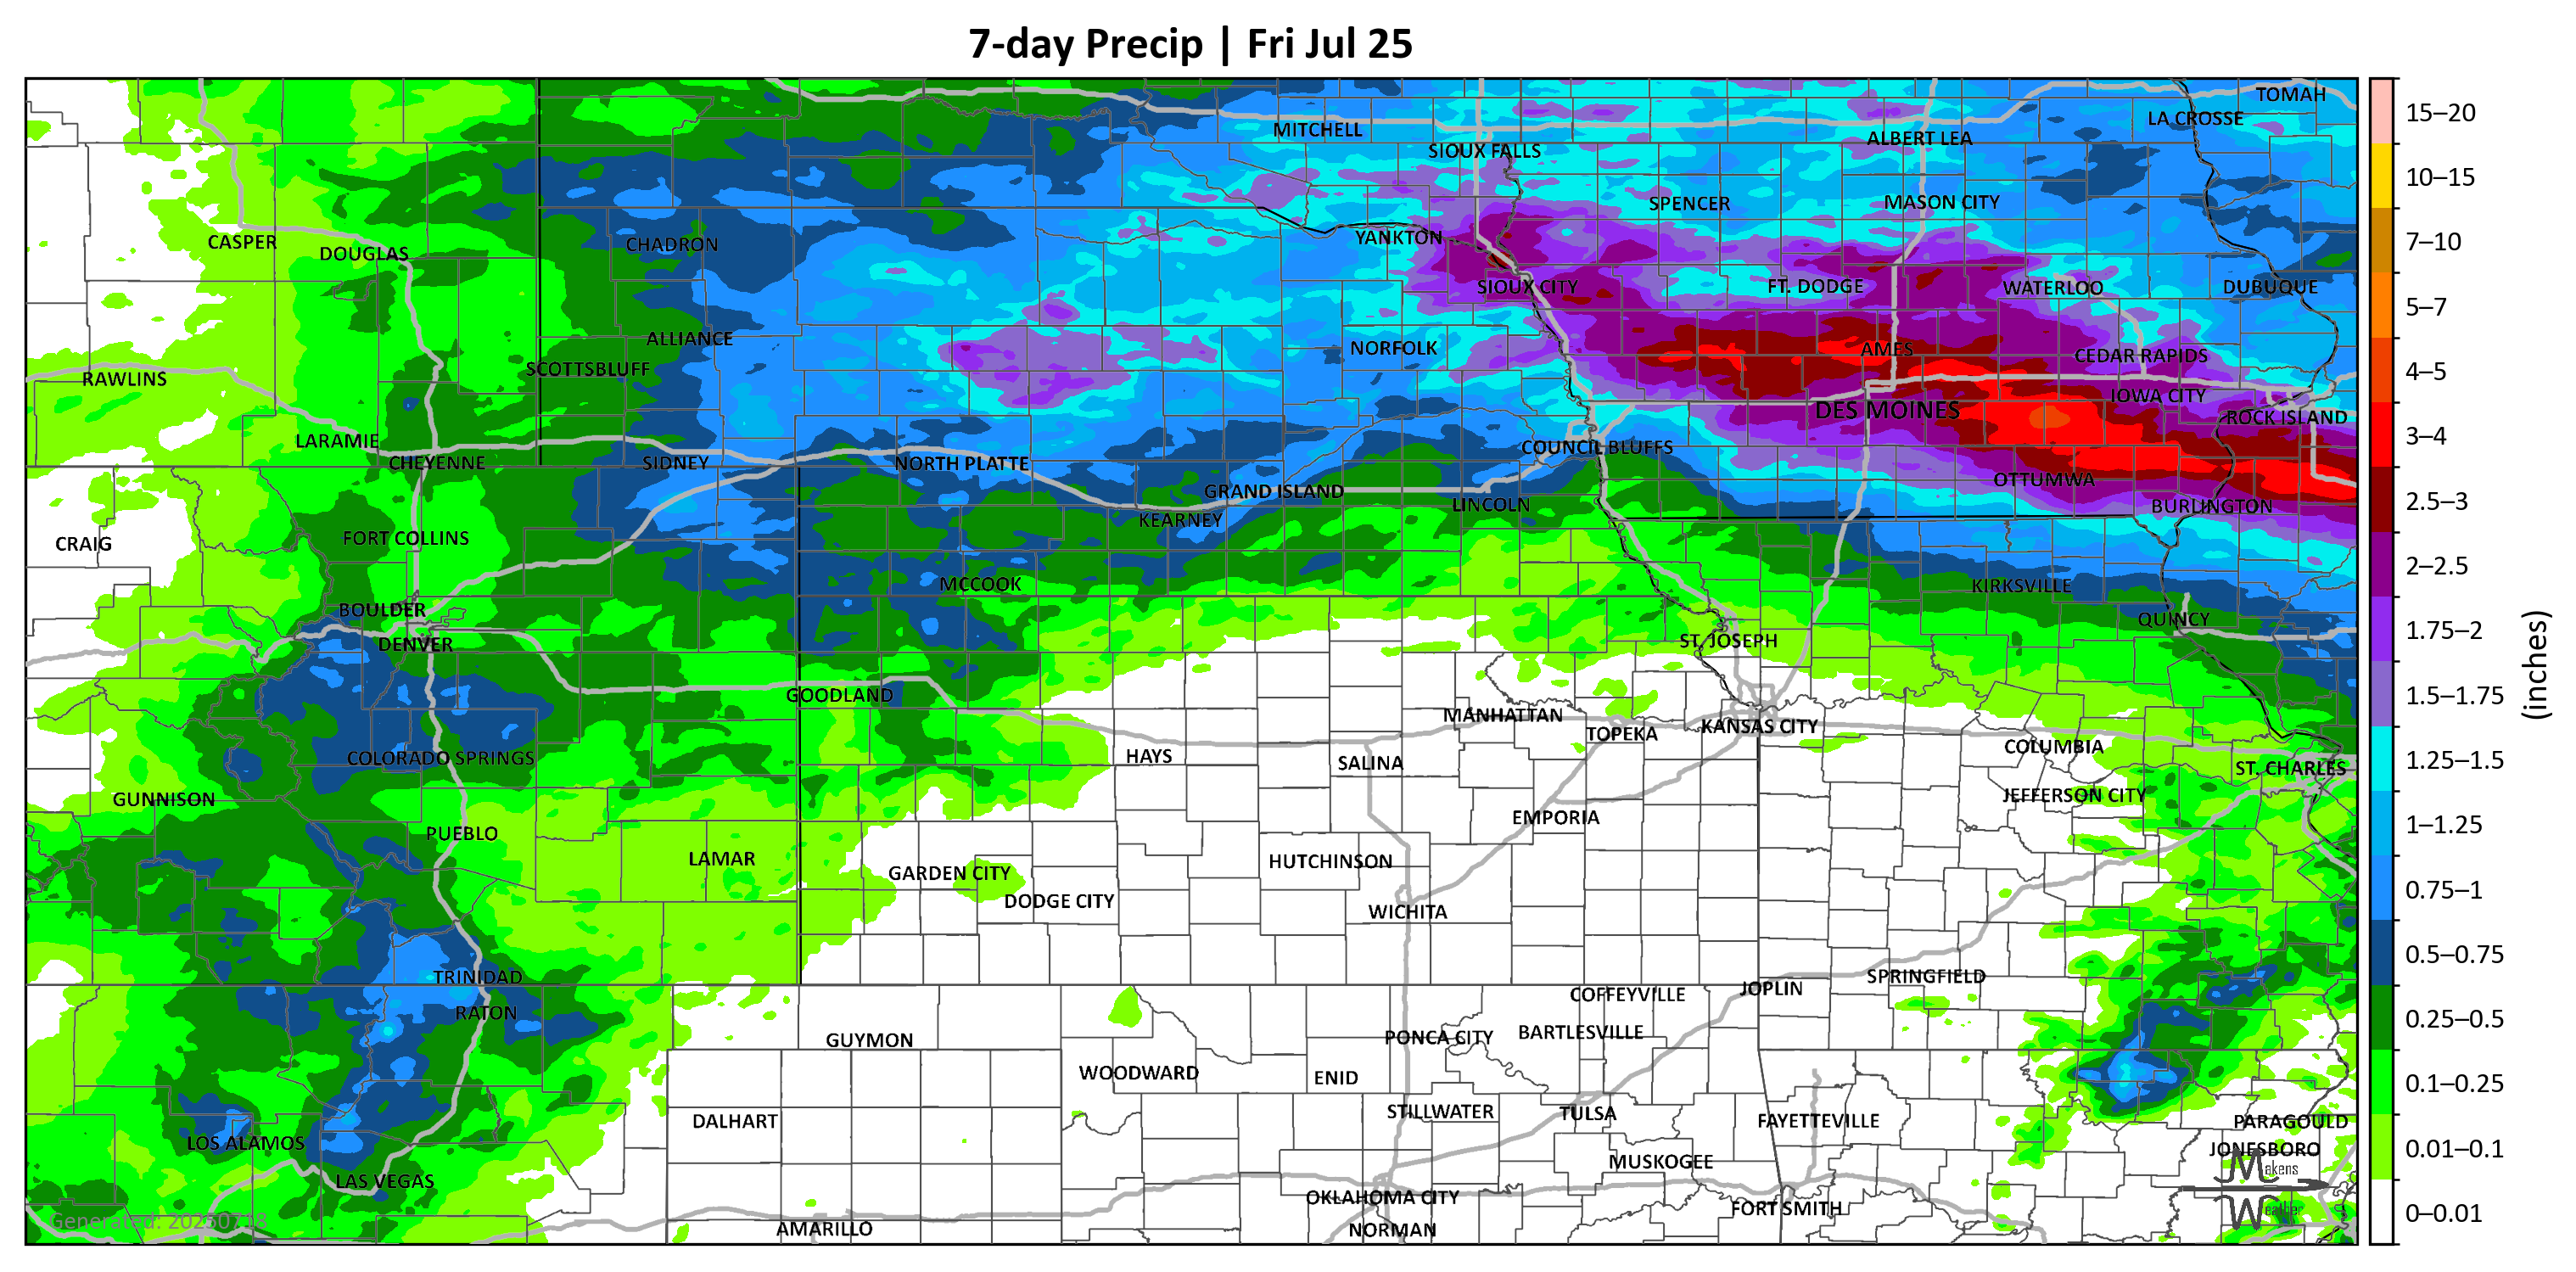 7-day Precip | Fri Jul 25
TOMAH
LA CROSSE
MITCHELL
ALBERT LEA
SIOUX FALLS
SPENCER
MASON CITY
CASPER
DOUGLAS
CHADRON
YANKTON
SIOUX CITY
FT. DODGE
WATERLOO
DUBUQUE
ALLIANCE
NORFOLK
AMES
CEDAR RAPIDS
SCOTTSBLUFF
RAWLINS
IOWA CITY
DES MOINES
ROCK ISLAND
LARAMIE
COUNCIL BLUFFS
CHEYENNE
SIDNEY
NORTH PLATTE
OTTUMWA
GRAND ISLAND
LINCOLN
BURLINGTON
KEARNEY
CRAIG
FORT COLLINS
MCCOOK
KIRKSVILLE
BOULDER
QUINCY
DENVER
ST. JOSEPH
GOODLAND
MANHATTAN
TOPEKA
KANSAS CITY
COLUMBIA
COLORADO SPRINGS
HAYS
SALINA
ST. CHARLES
GUNNISON
JEFFERSON CITY
EMPORIA
PUEBLO
LAMAR
HUTCHINSON
GARDEN CITY
DODGE CITY
WICHITA
TRINIDAD
SPRINGFIELD
JOPLIN
COFFEYVILLE
RATON
GUYMON
PONCA CITY
BARTLESVILLE
WOODWARD
ENID
DALHART
STILLWATER
TULSA
FAYETTEVILLE
PARAGOULD
LOS ALAMOS
JONESBORO
MUSKOGEE
LAS VEGAS
OKLAHOMA CITY
FORT SMITH
AMARILLO
NORMAN
Generated: 20250718
Makens
Weather
15–20
10–15
7–10
5–7
4–5
3–4
2.5–3
2–2.5
1.75–2
1.5–1.75
1.25–1.5
1–1.25
0.75–1
0.5–0.75
0.25–0.5
0.1–0.25
0.01–0.1
0–0.01
(inches)